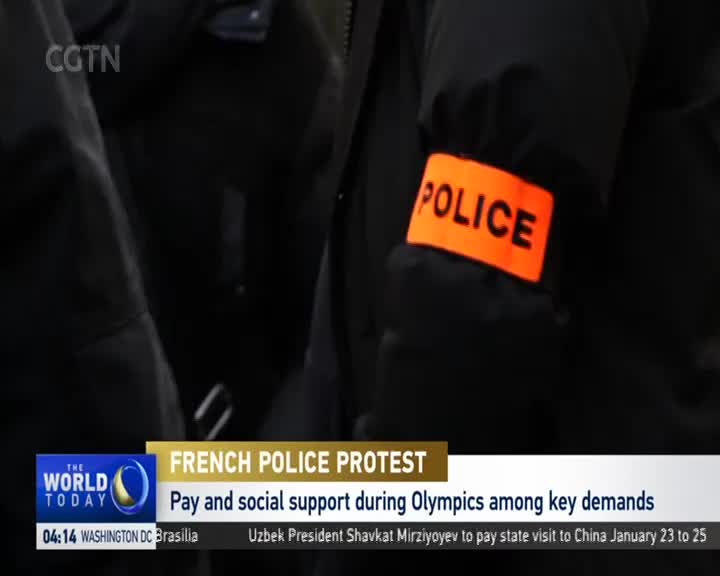 CGTN
POLICE
FRENCH POLICE PROTEST
THE WORLD TODAY
Pay and social support during Olympics among key demands
04:14 WASHINGTON DC Brasilia Uzbek President Shavkat Mirziyoyev to pay state visit to China January 23 to 25